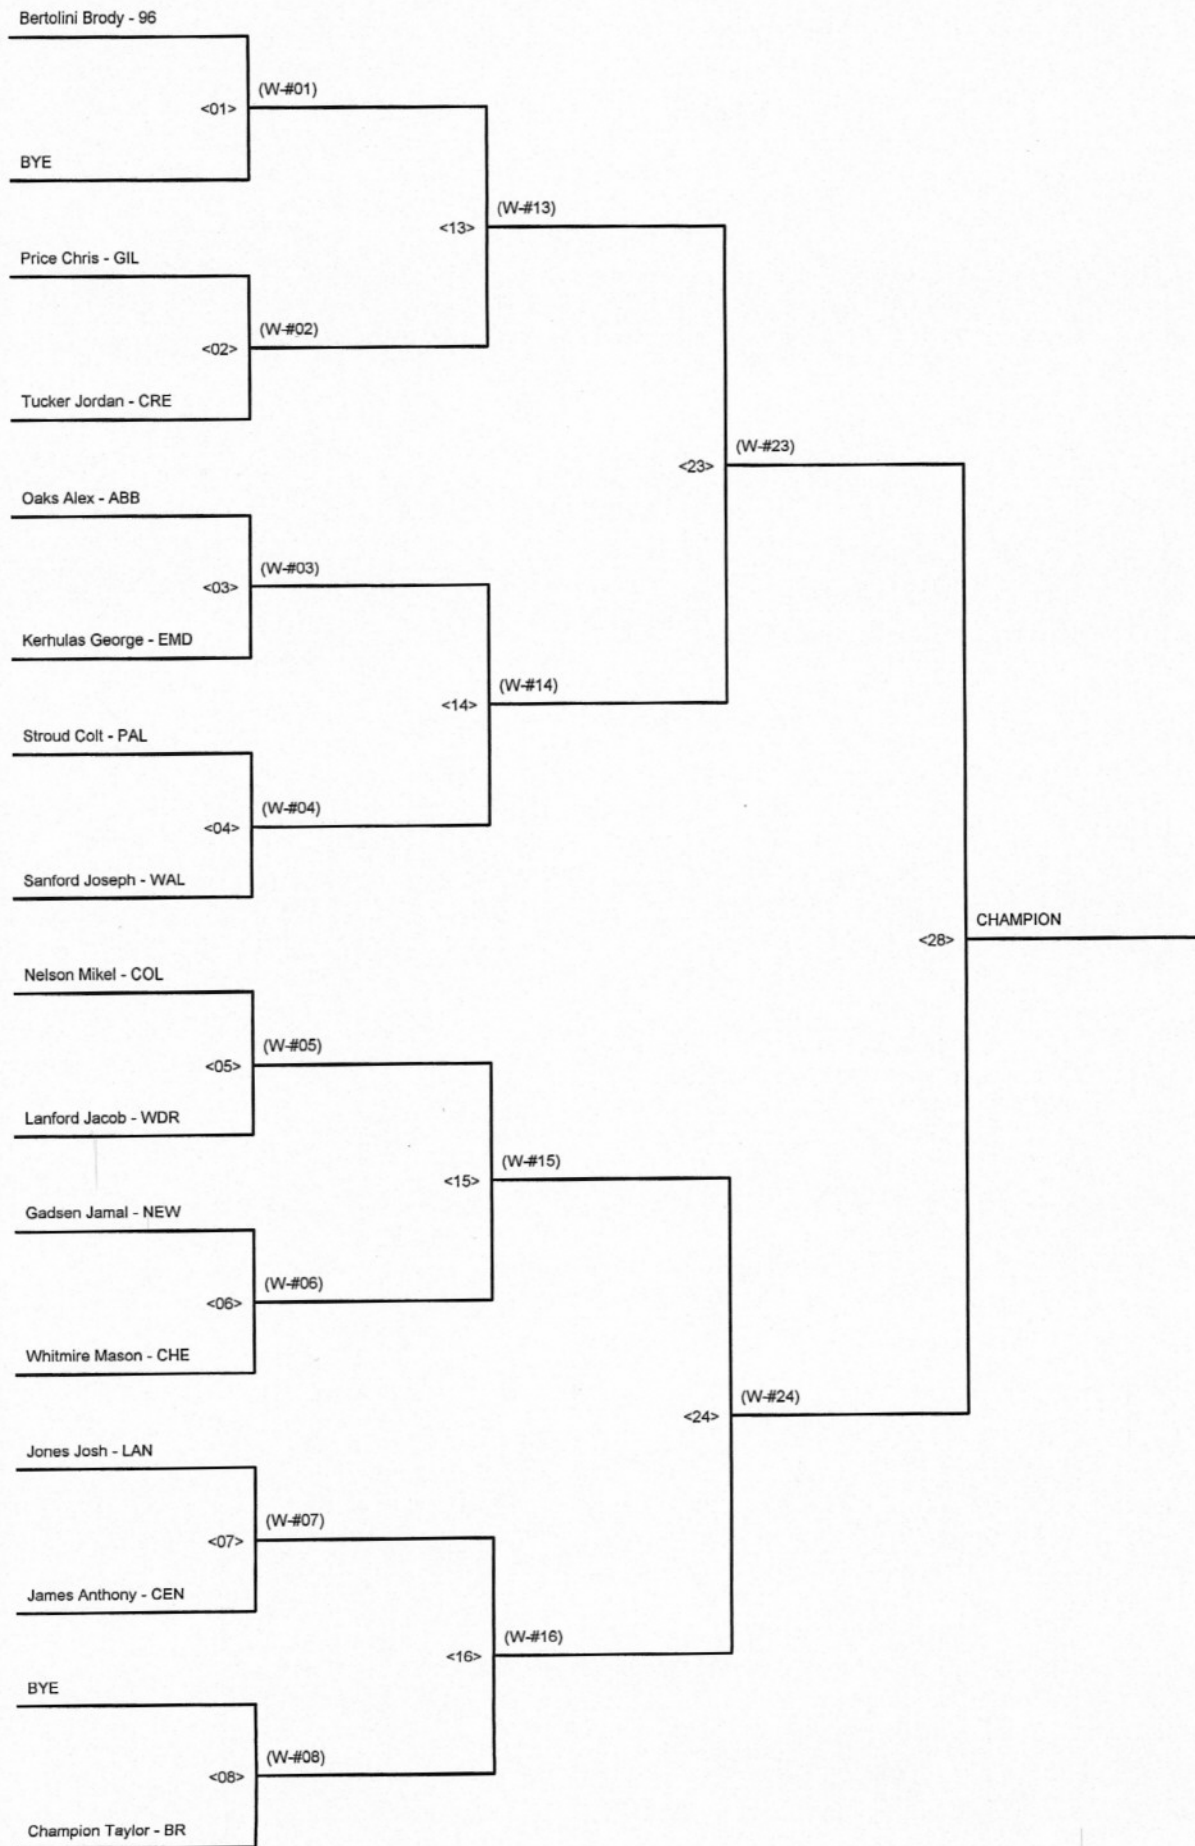 Bertolini Brody - 96
(W-#01)
<01>
BYE
(W-#13)
<13>
Price Chris - GIL
(W-#02)
<02>
Tucker Jordan - CRE
(W-#23)
<23>
Oaks Alex - ABB
(W-#03)
<03>
Kerhulas George - EMD
(W-#14)
<14>
Stroud Colt - PAL
(W-#04)
<04>
Sanford Joseph - WAL
CHAMPION
<28>
Nelson Mikel - COL
(W-#05)
<05>
Lanford Jacob - WDR
(W-#15)
<15>
Gadsen Jamal - NEW
(W-#06)
<06>
Whitmire Mason - CHE
(W-#24)
<24>
Jones Josh - LAN
(W-#07)
<07>
James Anthony - CEN
(W-#16)
<16>
BYE
(W-#08)
<08>
Champion Taylor - BR